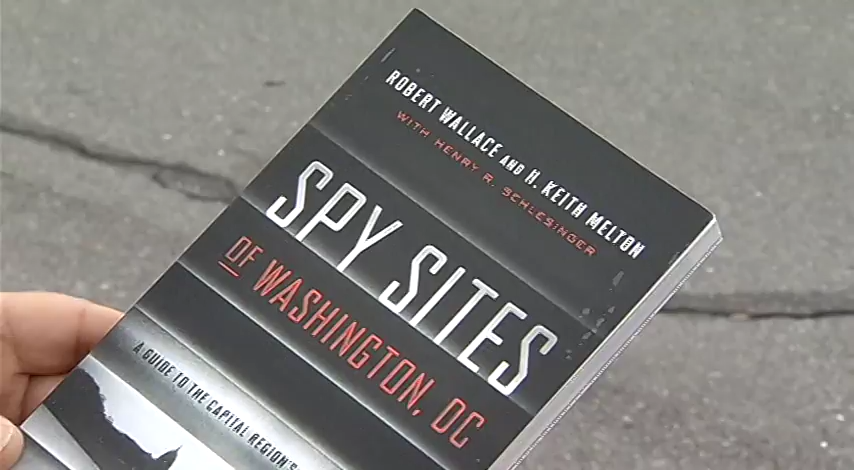 ROBERT WALLACE AND H. KEITH MELTON
WITH HENRY R. SCHLESINGER
SPY SITES
OF WASHINGTON, DC
A GUIDE TO THE CAPITAL REGION'S